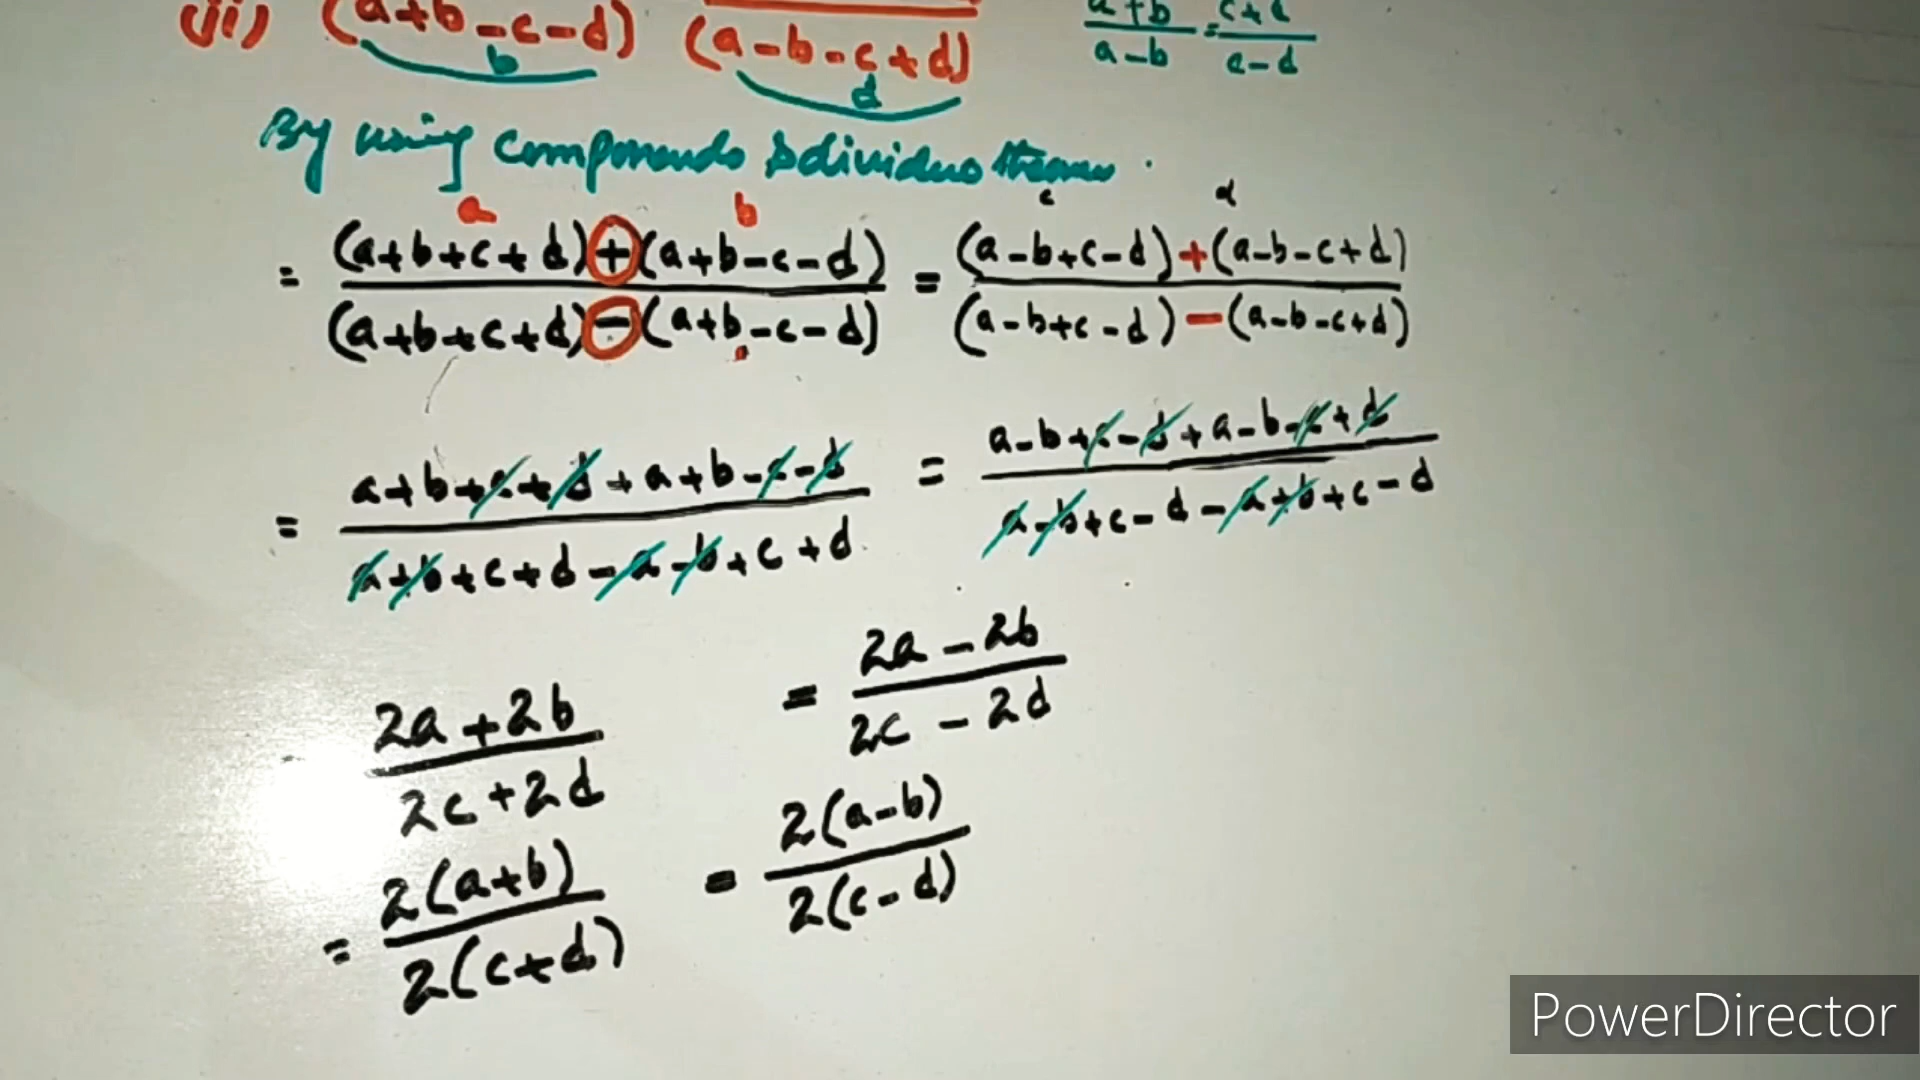 (ii) (a+b-c-d) (a-b-c+d) a+b/a-b = c+d/c-d
b d
By using componendo & dividendo theorem.
a b c d
= (a+b+c+d)+(a+b-c-d)/(a+b+c+d)-(a+b-c-d) = (a-b+c-d)+(a-b-c+d)/(a-b+c-d)-(a-b-c+d)
= a+b+c+d+a+b-c-d/a+b+c+d-a-b+c+d = a-b+c-d+a-b-c+d/a-b+c-d-a+b+c-d
2a+2b/2c+2d = 2a-2b/2c-2d
= 2(a+b)/2(c+d) = 2(a-b)/2(c-d)
PowerDirector